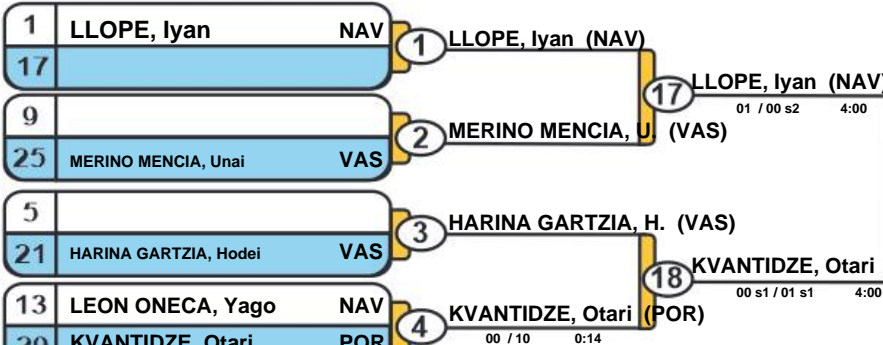 1 LLOPE, Iyan NAV
17
1 LLOPE, Iyan (NAV)
17 LLOPE, Iyan (NAV)
01 / 00 s2 4:00
9
25 MERINO MENCIA, Unai VAS
2 MERINO MENCIA, U. (VAS)
5
21 HARINA GARTZIA, Hodei VAS
3 HARINA GARTZIA, H. (VAS)
18 KVANTIDZE, Otari
00 s1 / 01 s1 4:00
13 LEON ONECA, Yago NAV
KVANTIDZE, Otari POR
4 KVANTIDZE, Otari (POR)
00 / 10 0:14